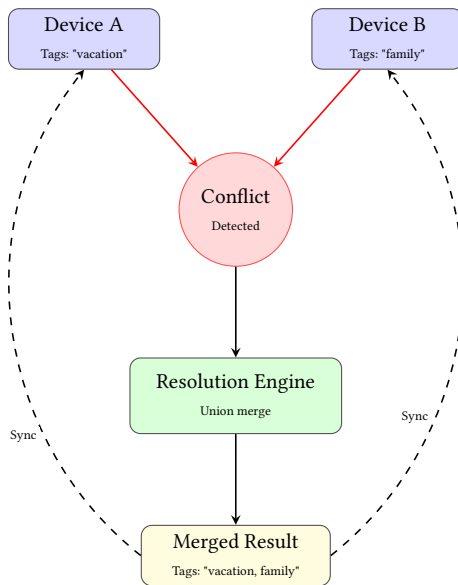 Device A
Tags: "vacation"
Device B
Tags: "family"
Conflict
Detected
Resolution Engine
Union merge
Sync
Sync
Merged Result
Tags: "vacation, family"